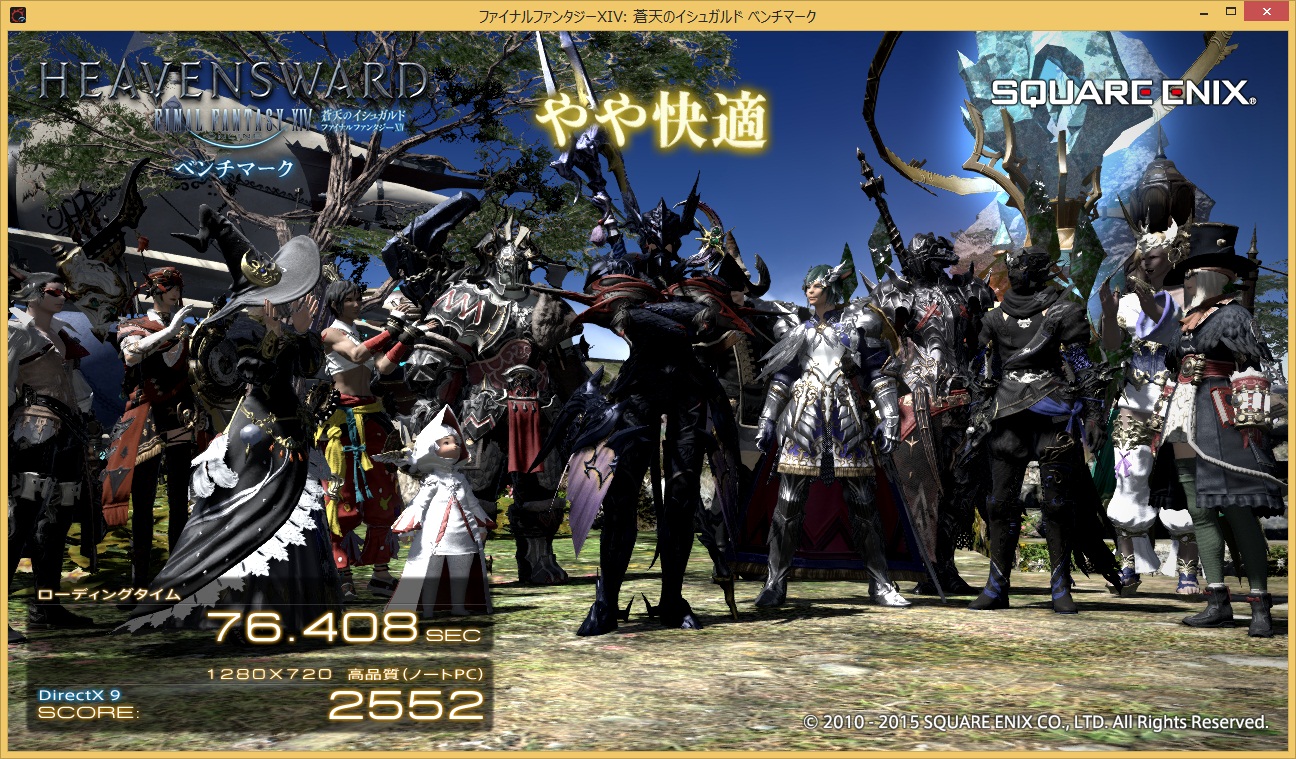 ファイナルファンタジーXIV: 蒼天のイシュガルド ベンチマーク
HEAVENSWARD
FINAL FANTASY XIV 蒼天のイシュガルド
ファイナルファンタジーXIV
ベンチマーク
やや快適
SQUARE ENIX®
ローディングタイム
76.408 SEC
1280X720 高品質(ノートPC)
DirectX 9
SCORE: 2552
© 2010 - 2015 SQUARE ENIX CO., LTD. All Rights Reserved.